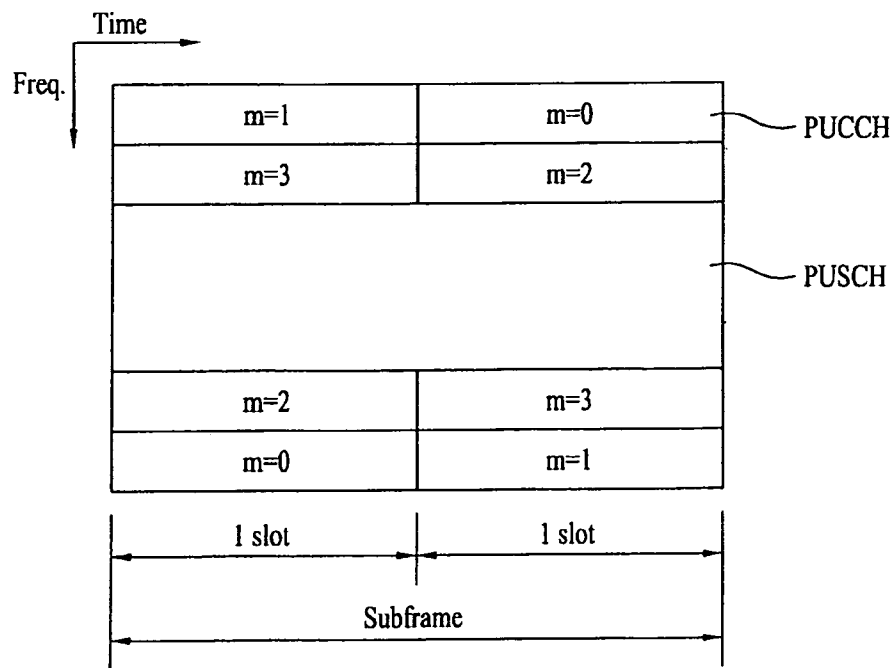 Time
Freq.
m=1 m=0 PUCCH
m=3 m=2
PUSCH
m=2 m=3
m=0 m=1
1 slot 1 slot
Subframe